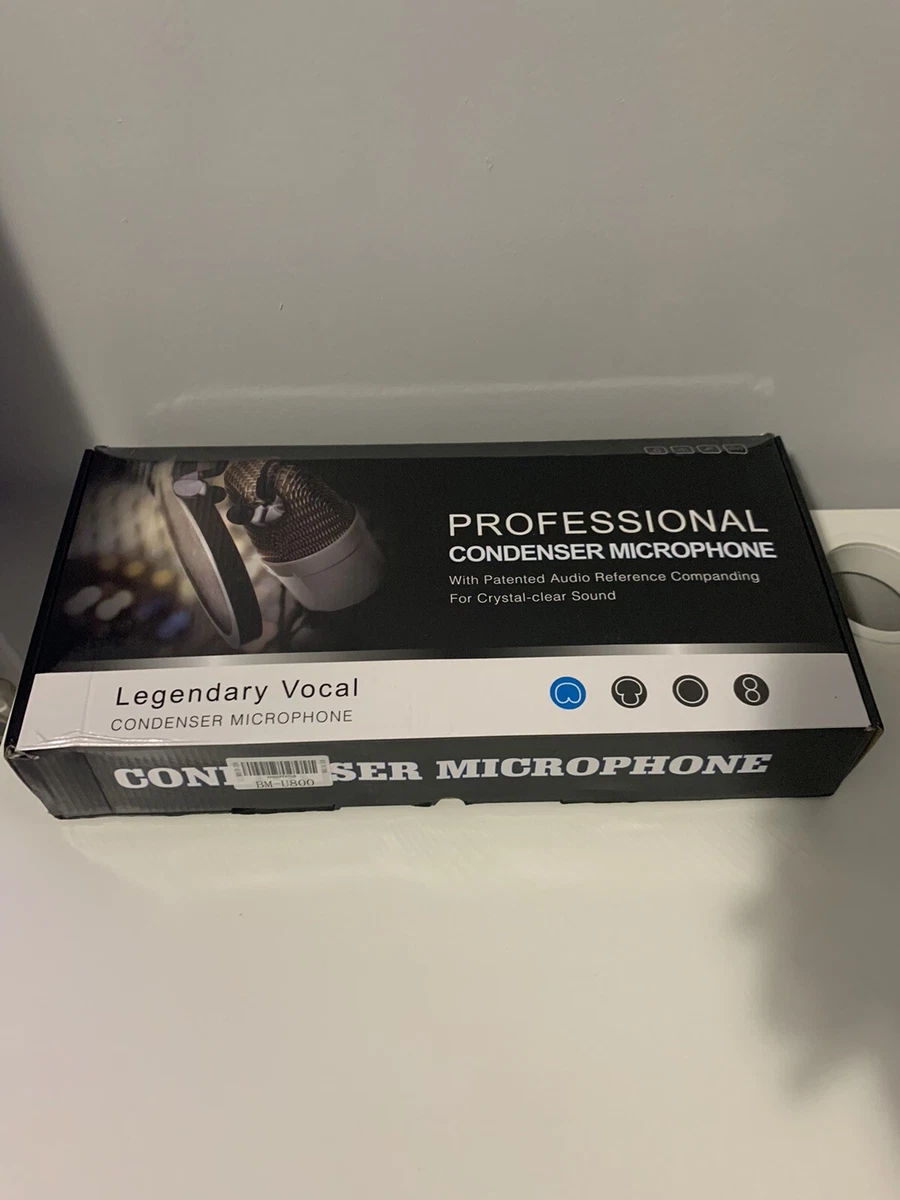 PROFESSIONAL
CONDENSER MICROPHONE
With Patented Audio Reference Companding
For Crystal-clear Sound
Legendary Vocal
CONDENSER MICROPHONE
MICROPHONE
BM-U800